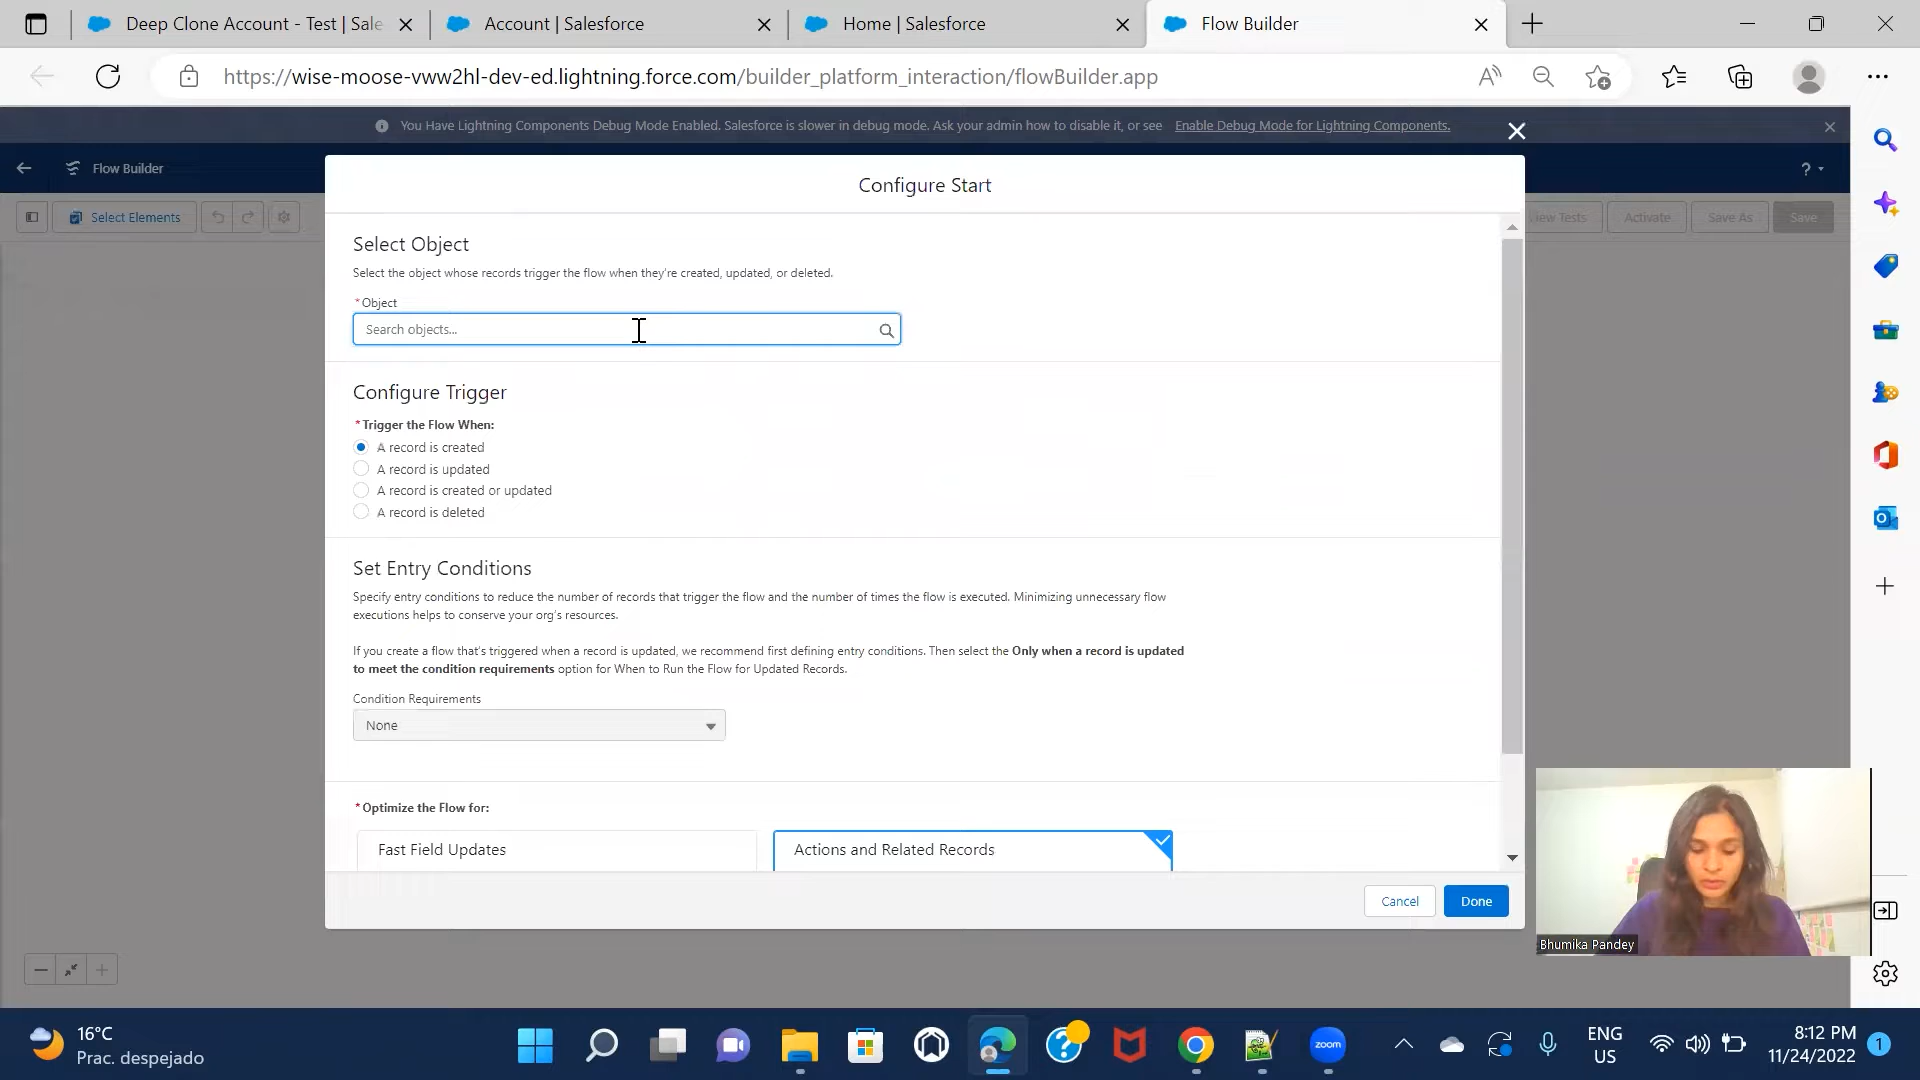 Deep Clone Account - Test | Sale
Account | Salesforce
Home | Salesforce
Flow Builder
https://wise-moose-vww2hl-dev-ed.lightning.force.com/builder_platform_interaction/flowBuilder.app
You Have Lightning Components Debug Mode Enabled. Salesforce is slower in debug mode. Ask your admin how to disable it, or see Enable Debug Mode for Lightning Components.
Flow Builder
?
Select Elements
iew Tests
Activate
Save As
Save
Configure Start
Select Object
Select the object whose records trigger the flow when they're created, updated, or deleted.
* Object
Search objects...
Configure Trigger
* Trigger the Flow When:
A record is created
A record is updated
A record is created or updated
A record is deleted
Set Entry Conditions
Specify entry conditions to reduce the number of records that trigger the flow and the number of times the flow is executed. Minimizing unnecessary flow
executions helps to conserve your org's resources.
If you create a flow that's triggered when a record is updated, we recommend first defining entry conditions. Then select the Only when a record is updated
to meet the condition requirements option for When to Run the Flow for Updated Records.
Condition Requirements
None
* Optimize the Flow for:
Fast Field Updates
Actions and Related Records
Cancel
Done
Bhumika Pandey
16°C
Prac. despejado
zoom
ENG
US
8:12 PM
11/24/2022
1